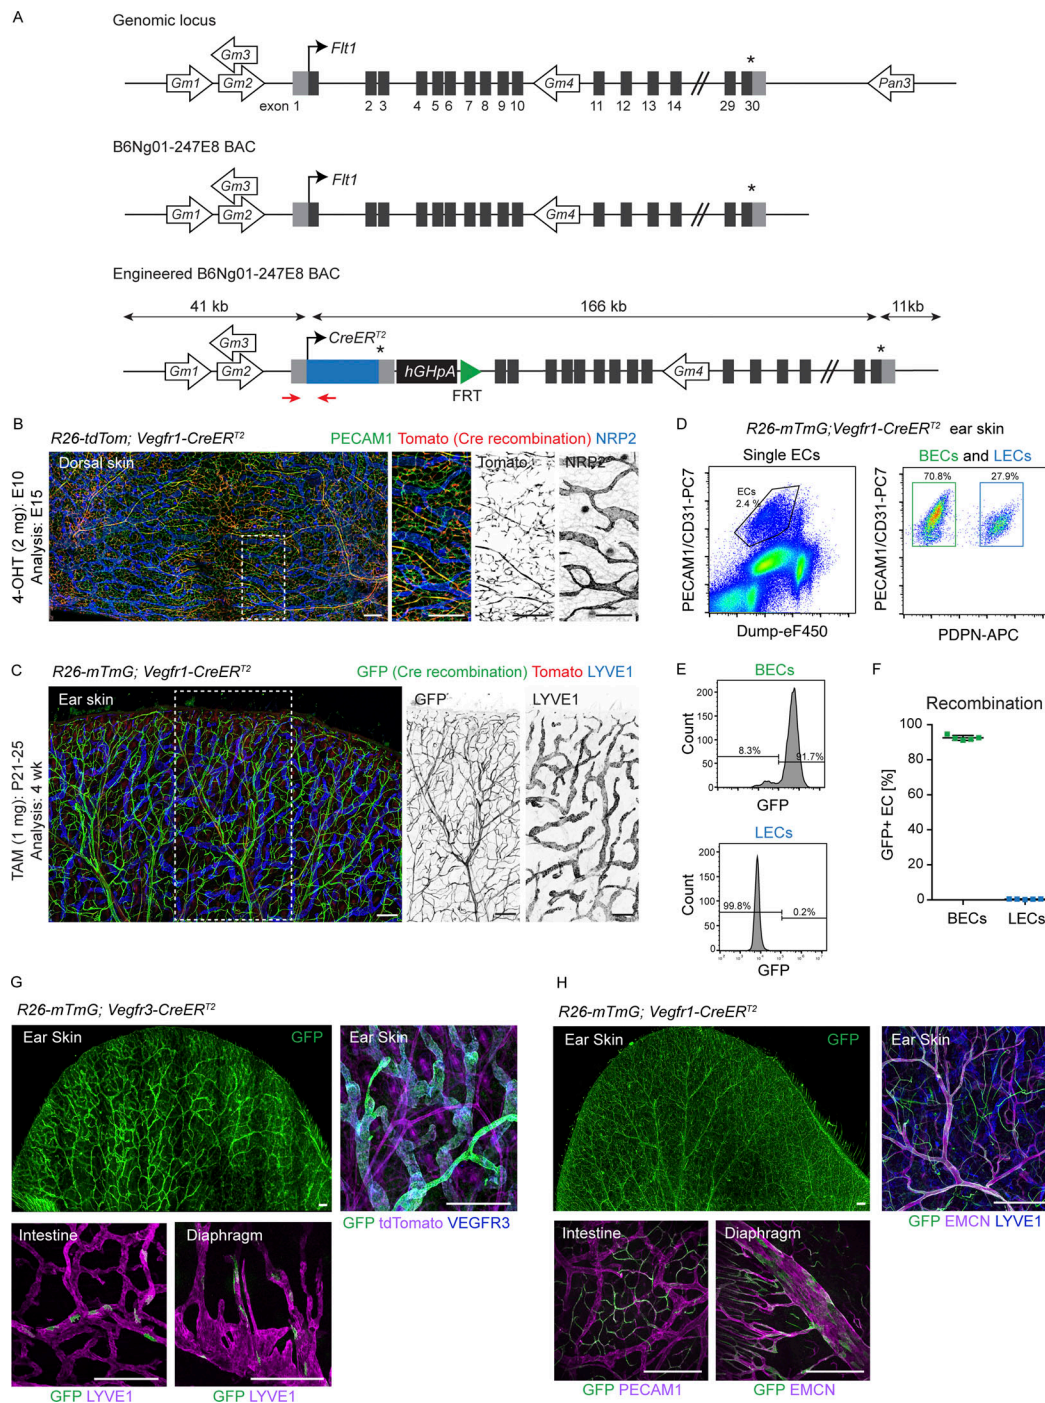 A
Genomic locus
Gm3 Flt1 *
Gm1 Gm2 Gm4 Pan3
exon 1 2 3 4 5 6 7 8 9 10 11 12 13 14 29 30
B6Ng01-247E8 BAC
Gm3 Flt1 *
Gm1 Gm2 Gm4
Engineered B6Ng01-247E8 BAC
41 kb 166 kb 11kb
Gm3 CreERT2 * *
Gm1 Gm2 hGHpA Gm4
FRT
B
R26-tdTom; Vegfr1-CreERT2 PECAM1 Tomato (Cre recombination) NRP2
Dorsal skin Tomato NRP2
4-OHT (2 mg): E10
Analysis: E15
C
R26-mTmG; Vegfr1-CreERT2 GFP (Cre recombination) Tomato LYVE1
Ear skin GFP LYVE1
TAM (1 mg): P21-25
Analysis: 4 wk
D
R26-mTmG;Vegfr1-CreERT2 ear skin
Single ECs BECs and LECs
ECs
2.4 %
70.8% 27.9%
PECAM1/CD31-PC7 PECAM1/CD31-PC7
Dump-eF450 PDPN-APC
E
BECs
Count
200
150
100
50
0
8.3% 91.7%
GFP
LECs
Count
200
150
100
50
0
99.8% 0.2%
GFP
F
Recombination
GFP+ EC [%]
100
80
60
40
20
0
BECs LECs
G
R26-mTmG; Vegfr3-CreERT2
Ear Skin GFP
Ear Skin
GFP tdTomato VEGFR3
Intestine Diaphragm
GFP LYVE1 GFP LYVE1
H
R26-mTmG; Vegfr1-CreERT2
Ear Skin GFP
Ear Skin
GFP EMCN LYVE1
Intestine Diaphragm
GFP PECAM1 GFP EMCN